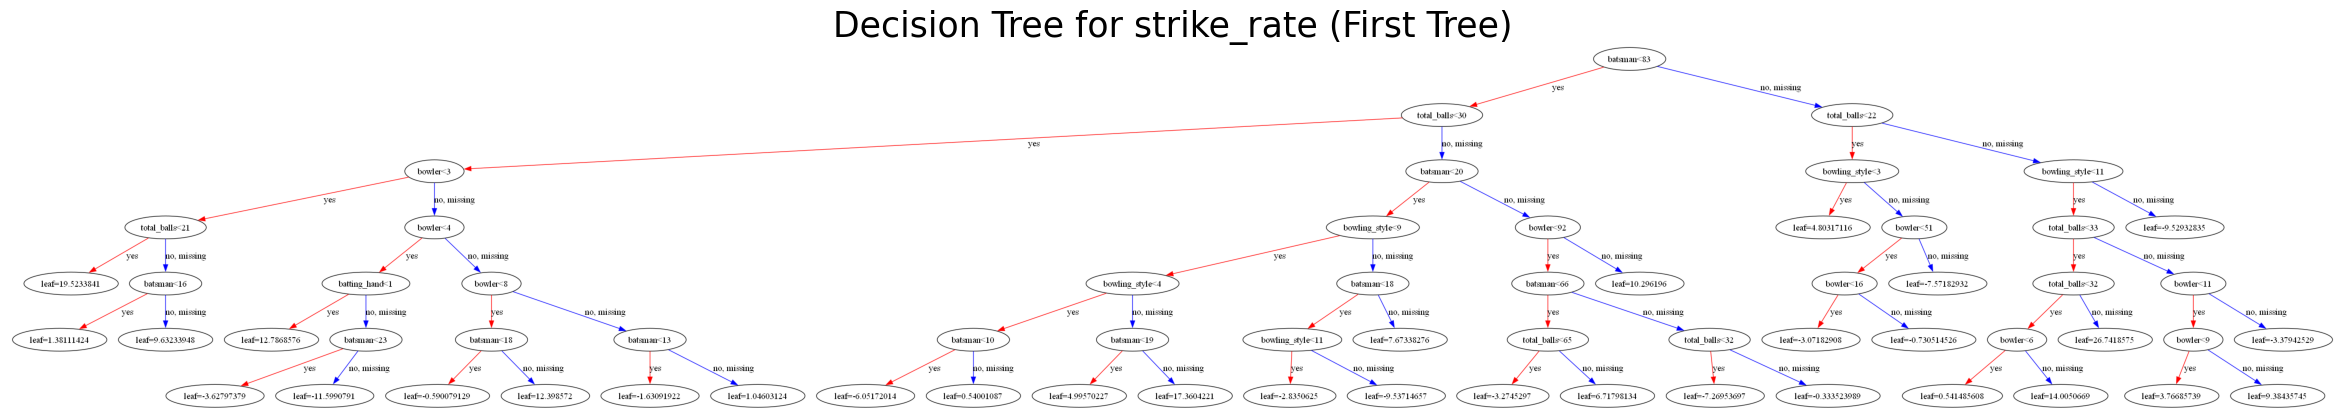 Decision Tree for strike_rate (First Tree)
batsman<83
yes
no, missing
total_balls<30
total_balls<22
yes
no, missing
yes
no, missing
bowler<3
batsman<20
bowling_style<3
bowling_style<11
yes
no, missing
yes
no, missing
yes
no, missing
yes
no, missing
total_balls<21
bowler<4
bowling_style<9
bowler<92
leaf=4.80317116
bowler<51
total_balls<33
leaf=-9.52932835
yes
no, missing
yes
no, missing
yes
no, missing
yes
no, missing
yes
no, missing
yes
no, missing
leaf=19.5233841
batsman<16
batting_hand<1
bowler<8
bowling_style<4
batsman<18
batsman<66
leaf=10.296196
bowler<16
leaf=-7.57182932
total_balls<32
bowler<11
yes
no, missing
yes
no, missing
yes
no, missing
yes
no, missing
yes
no, missing
yes
no, missing
yes
no, missing
yes
no, missing
yes
no, missing
leaf=1.38111424
leaf=9.63233948
leaf=12.7868576
batsman<23
batsman<18
batsman<13
batsman<10
batsman<19
bowling_style<11
leaf=7.67338276
total_balls<65
total_balls<32
leaf=-3.07182908
leaf=-0.730514526
bowler<6
leaf=26.7418575
bowler<9
leaf=-3.37942529
yes
no, missing
yes
no, missing
yes
no, missing
yes
no, missing
yes
no, missing
yes
no, missing
yes
no, missing
yes
no, missing
yes
no, missing
yes
no, missing
leaf=-3.62797379
leaf=-11.5990791
leaf=-0.590079129
leaf=12.398572
leaf=-1.63091922
leaf=1.04603124
leaf=-6.05172014
leaf=0.54001087
leaf=4.99570227
leaf=17.3604221
leaf=-2.8350625
leaf=-9.53714657
leaf=-3.2745297
leaf=6.71798134
leaf=-7.26953697
leaf=-0.333523989
leaf=0.541485608
leaf=14.0050669
leaf=3.76685739
leaf=9.38435745